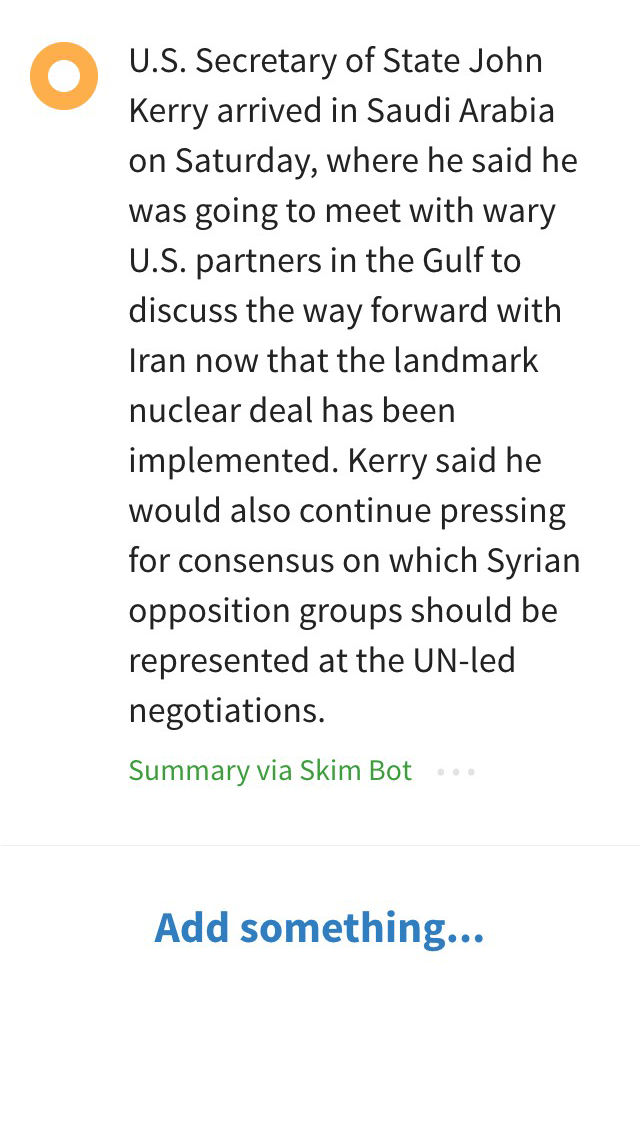 U.S. Secretary of State John
Kerry arrived in Saudi Arabia
on Saturday, where he said he
was going to meet with wary
U.S. partners in the Gulf to
discuss the way forward with
Iran now that the landmark
nuclear deal has been
implemented. Kerry said he
would also continue pressing
for consensus on which Syrian
opposition groups should be
represented at the UN-led
negotiations.
Summary via Skim Bot
Add something...